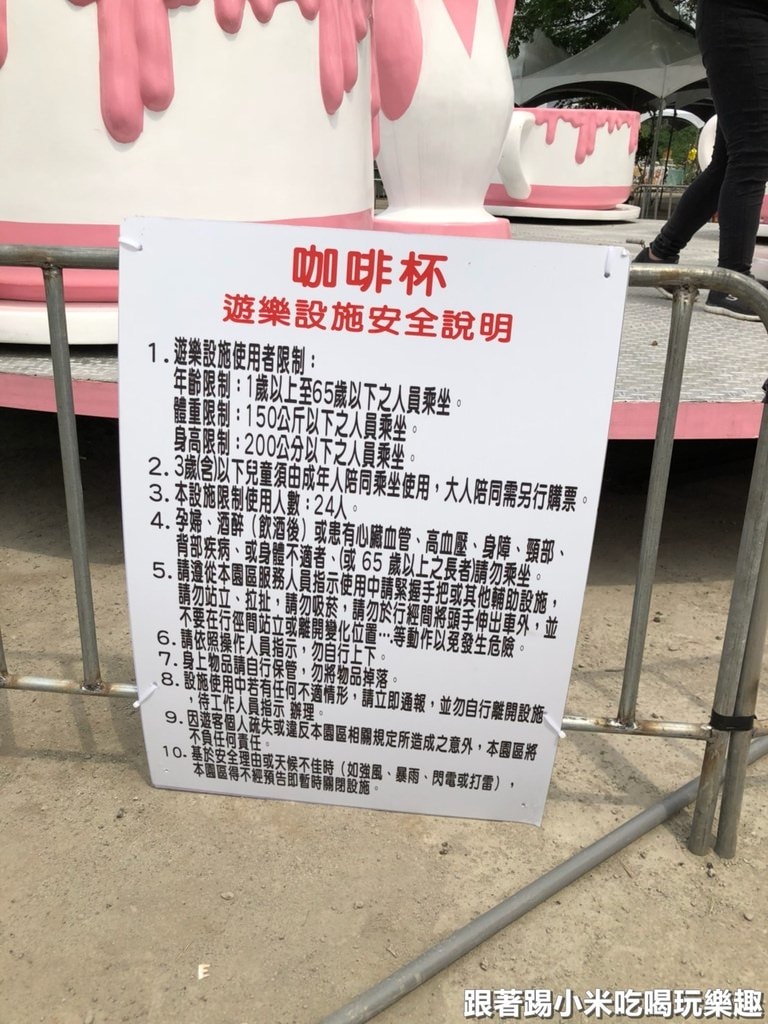 咖啡杯
遊樂設施安全說明
1. 遊樂設施使用者限制：
年齡限制：1歲以上至65歲以下之人員乘坐。
體重限制：150公斤以下之人員乘坐。
身高限制：200公分以下之人員乘坐。
2. 3歲(含)以下兒童須由成年人陪同乘坐使用，大人陪同需另行購票。
3. 本設施限制使用人數：24人。
4. 孕婦、酒醉（飲酒後）或患有心臟血管、高血壓、身障、頸部、
背部疾病、或身體不適者、(或 65 歲以上之長者)請勿乘坐。
5. 請遵從本園區服務人員指示使用中請緊握手把或其他輔助設施，
請勿站立、拉扯，請勿吸菸，請勿於行經間將頭手伸出車外，並
不要在行徑間站立或離開變化位置…等動作以免發生危險。
6. 請依照操作人員指示，勿自行上下。
7. 身上物品請自行保管，勿將物品掉落。
8. 設施使用中若有任何不適情形，請立即通報，並勿自行離開設施
，待工作人員指示 辦理。
9. 因遊客個人疏失或違反本園區相關規定所造成之意外，本園區將
不負任何責任。
10. 基於安全理由或天候不佳時（如強風、暴雨、閃電或打雷），
本園區得不經預告即暫時關閉設施。
E
跟著踢小米吃喝玩樂趣